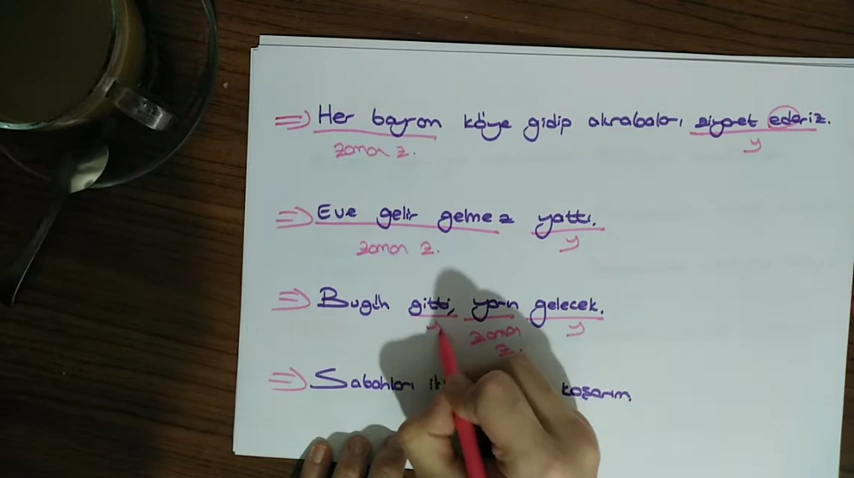 ⇒ Her bayram köye gidip akrabaları ziyaret ederiz.
zaman z. y
⇒ Eve gelir gelmez yattı.
zaman z. y
⇒ Bugün gitti, yarın gelecek.
y zaman z. y
⇒ Sabahları koşarım